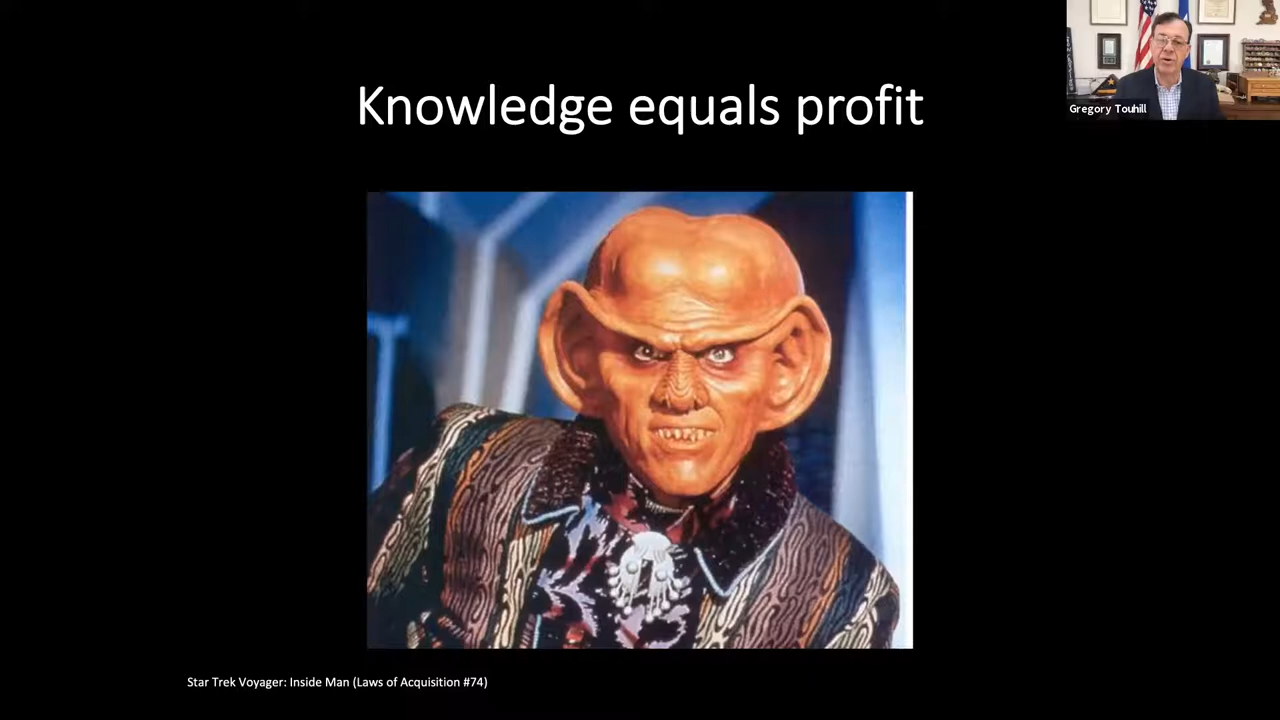 Knowledge equals profit
Gregory Touhill
Star Trek Voyager: Inside Man (Laws of Acquisition #74)